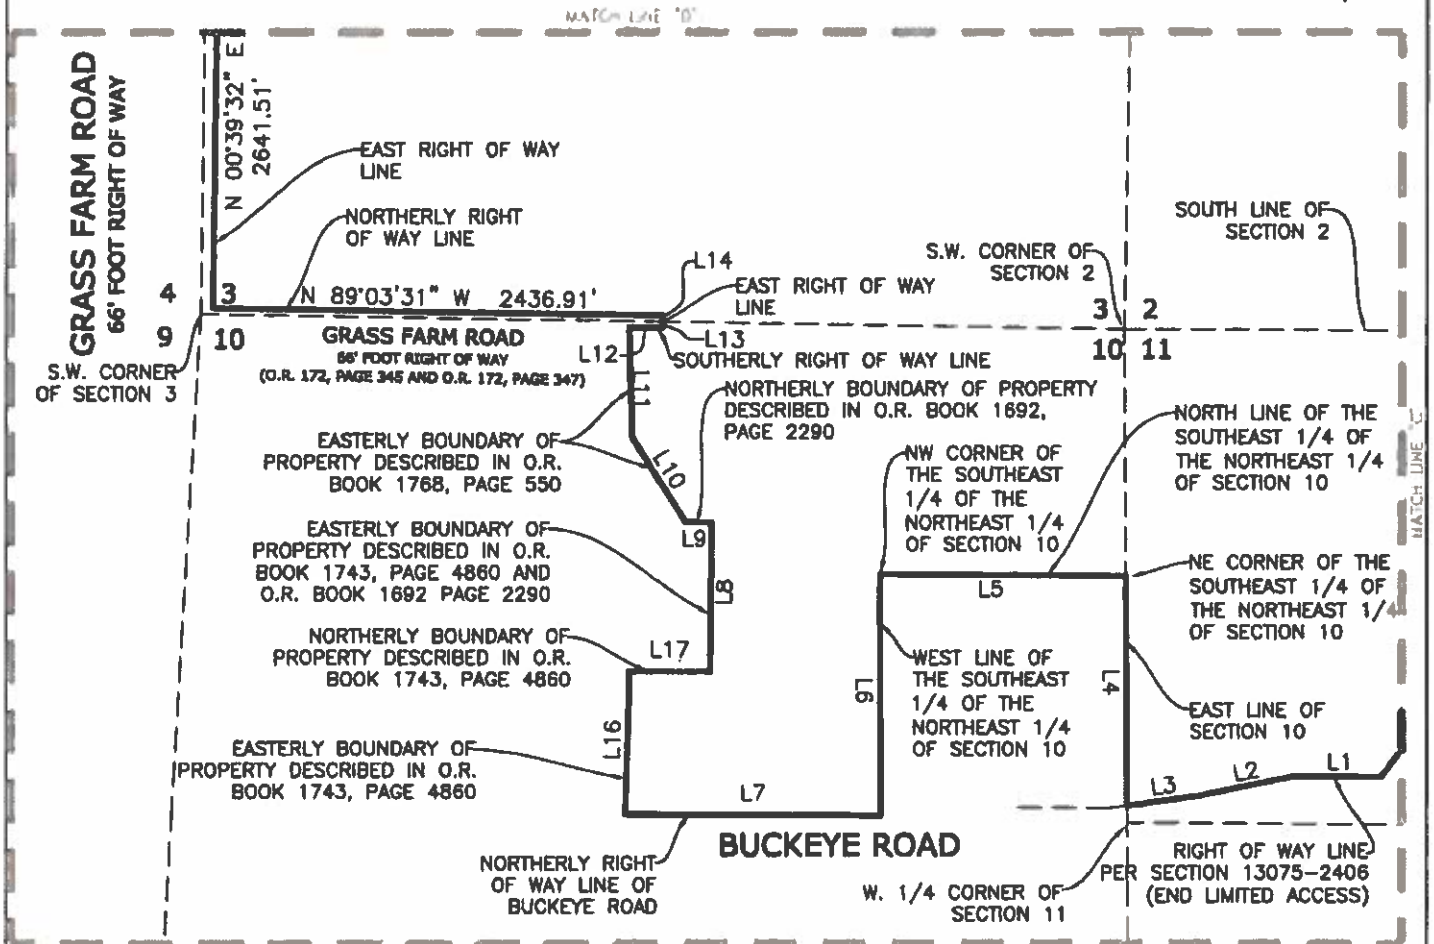 MATCH LINE "D"
GRASS FARM ROAD
66' FOOT RIGHT OF WAY
N 00°39'32" E
2641.51'
EAST RIGHT OF WAY
LINE
NORTHERLY RIGHT
OF WAY LINE
SOUTH LINE OF
SECTION 2
S.W. CORNER OF
SECTION 2
L14
EAST RIGHT OF WAY
LINE
4
3
N 89°03'31" W 2436.91'
3
2
9
10
GRASS FARM ROAD
66' FOOT RIGHT OF WAY
(O.R. 172, PAGE 345 AND O.R. 172, PAGE 347)
L12
L13
SOUTHERLY RIGHT OF WAY LINE
10
11
S.W. CORNER
OF SECTION 3
L11
NORTHERLY BOUNDARY OF PROPERTY
DESCRIBED IN O.R. BOOK 1692,
PAGE 2290
NORTH LINE OF THE
SOUTHEAST 1/4 OF
THE NORTHEAST 1/4
OF SECTION 10
MATCH LINE "C"
EASTERLY BOUNDARY OF
PROPERTY DESCRIBED IN O.R.
BOOK 1768, PAGE 550
L10
NW CORNER OF
THE SOUTHEAST
1/4 OF THE
NORTHEAST 1/4
OF SECTION 10
EASTERLY BOUNDARY OF
PROPERTY DESCRIBED IN O.R.
BOOK 1743, PAGE 4860 AND
O.R. BOOK 1692 PAGE 2290
L9
L8
L5
NE CORNER OF THE
SOUTHEAST 1/4 OF
THE NORTHEAST 1/4
OF SECTION 10
NORTHERLY BOUNDARY OF
PROPERTY DESCRIBED IN O.R.
BOOK 1743, PAGE 4860
L17
L6
WEST LINE OF
THE SOUTHEAST
1/4 OF THE
NORTHEAST 1/4
OF SECTION 10
L4
EAST LINE OF
SECTION 10
EASTERLY BOUNDARY OF
PROPERTY DESCRIBED IN O.R.
BOOK 1743, PAGE 4860
L16
L7
L3
L2
L1
BUCKEYE ROAD
NORTHERLY RIGHT
OF WAY LINE OF
BUCKEYE ROAD
W. 1/4 CORNER OF
SECTION 11
RIGHT OF WAY LINE
PER SECTION 13075-2406
(END LIMITED ACCESS)